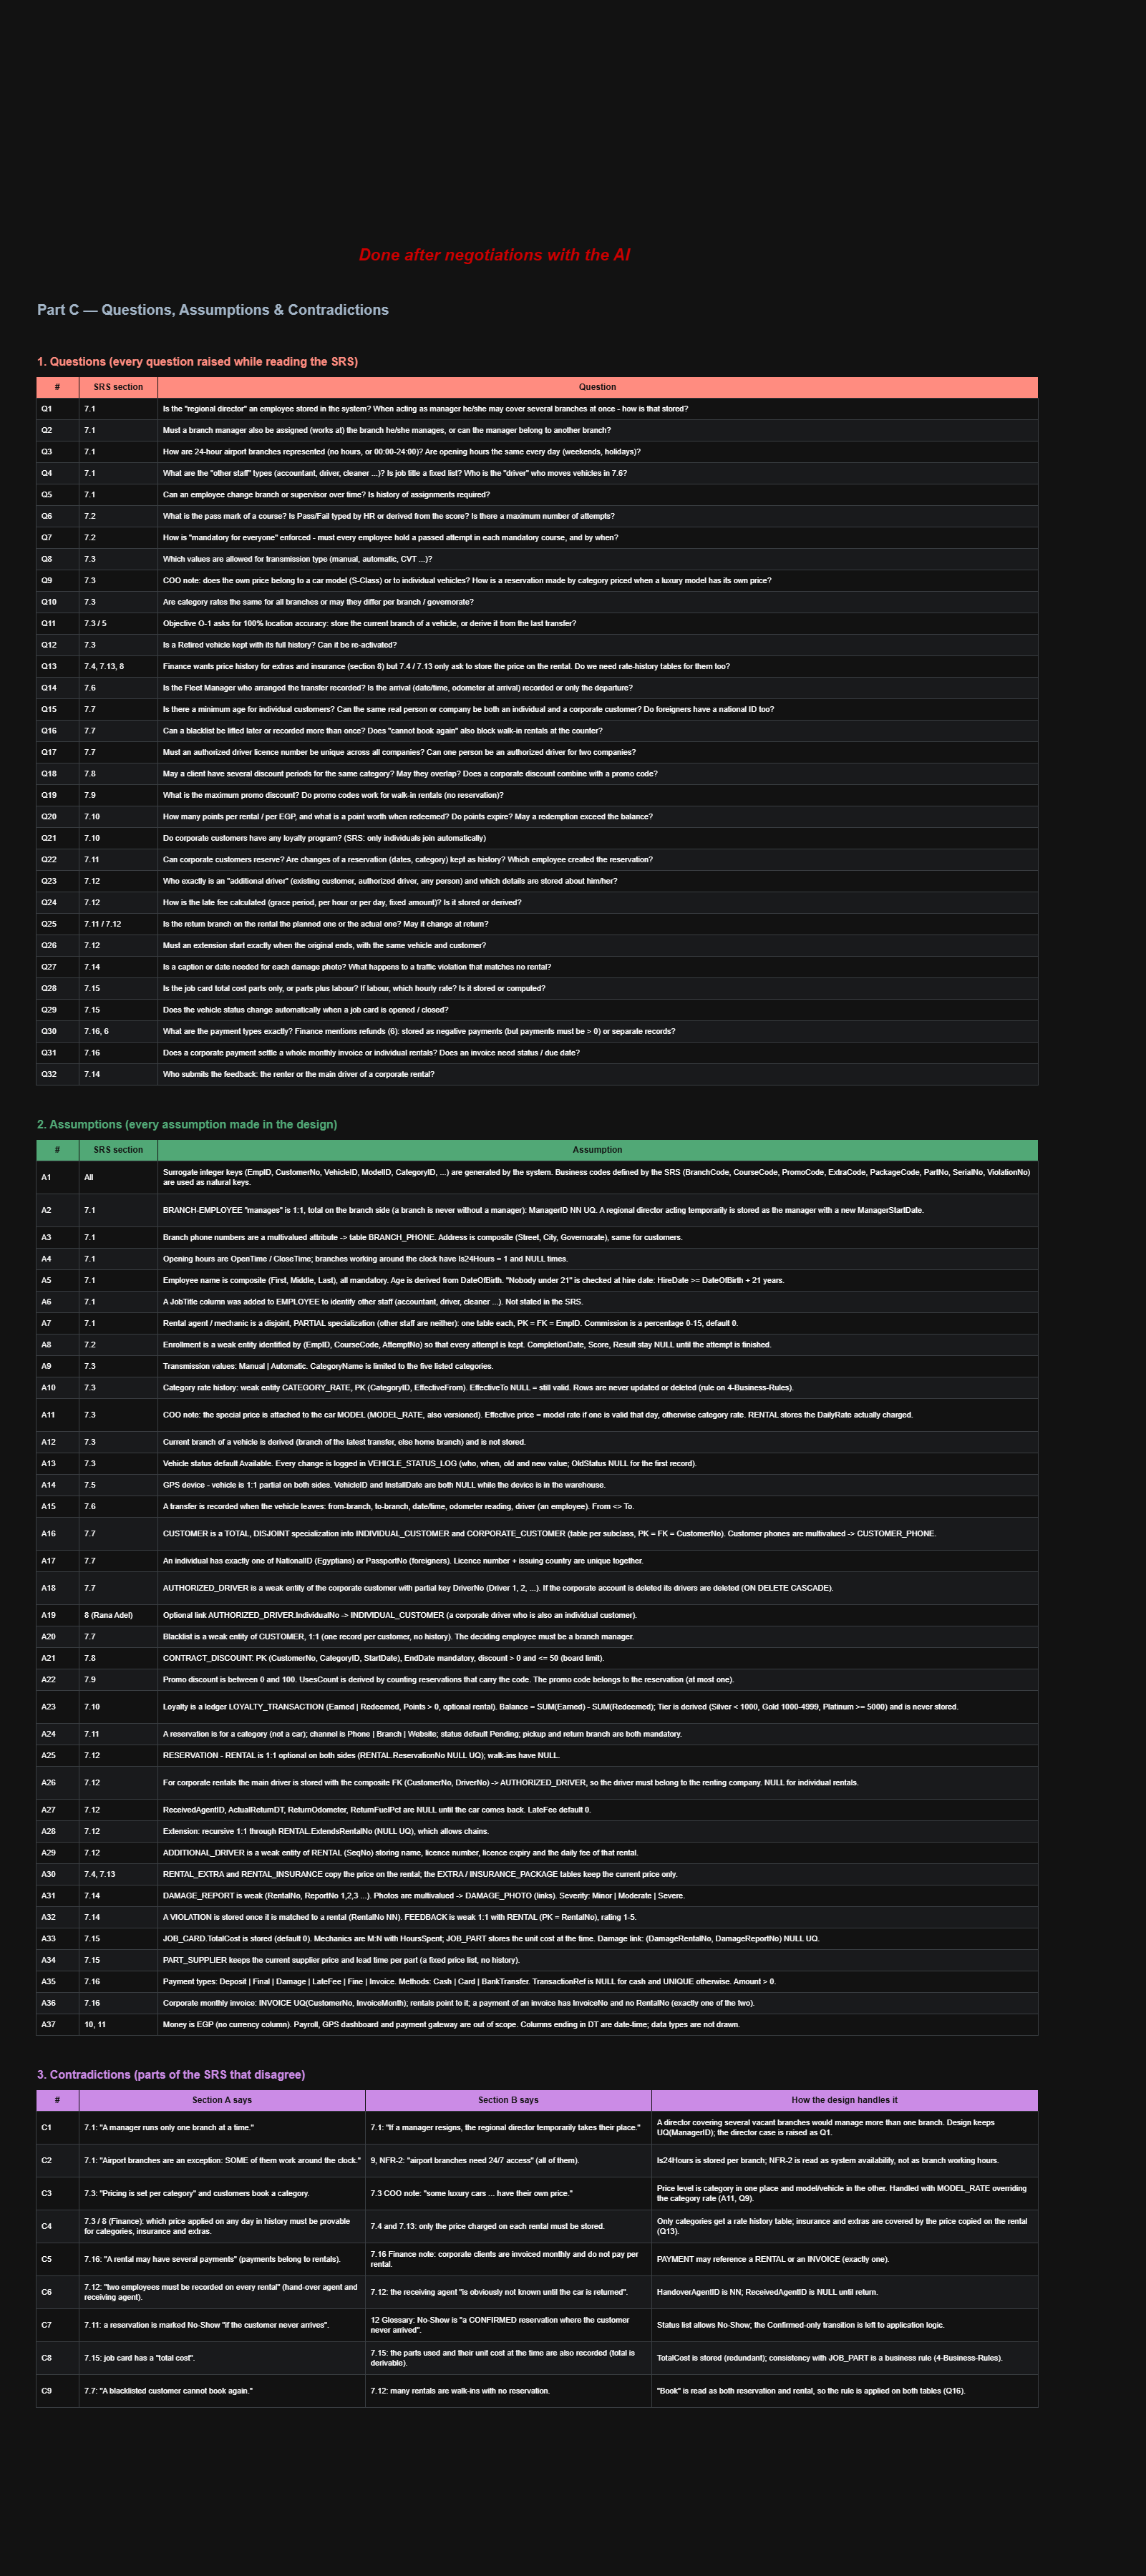 Done after negotiations with the AI
Part C — Questions, Assumptions & Contradictions
1. Questions (every question raised while reading the SRS)
# SRS section Question
Q1 7.1 Is the "regional director" an employee stored in the system? When acting as manager he/she may cover several branches at once - how is that stored?
Q2 7.1 Must a branch manager also be assigned (works at) the branch he/she manages, or can the manager belong to another branch?
Q3 7.1 How are 24-hour airport branches represented (no hours, or 00:00-24:00)? Are opening hours the same every day (weekends, holidays)?
Q4 7.1 What are the "other staff" types (accountant, driver, cleaner ...)? Is job title a fixed list? Who is the "driver" who moves vehicles in 7.6?
Q5 7.1 Can an employee change branch or supervisor over time? Is history of assignments required?
Q6 7.2 What is the pass mark of a course? Is Pass/Fail typed by HR or derived from the score? Is there a maximum number of attempts?
Q7 7.2 How is "mandatory for everyone" enforced - must every employee hold a passed attempt in each mandatory course, and by when?
Q8 7.3 Which values are allowed for transmission type (manual, automatic, CVT ...)?
Q9 7.3 COO note: does the own price belong to a car model (S-Class) or to individual vehicles? How is a reservation made by category priced when a luxury model has its own price?
Q10 7.3 Are category rates the same for all branches or may they differ per branch / governorate?
Q11 7.3 / 5 Objective O-1 asks for 100% location accuracy: store the current branch of a vehicle, or derive it from the last transfer?
Q12 7.3 Is a Retired vehicle kept with its full history? Can it be re-activated?
Q13 7.4, 7.13, 8 Finance wants price history for extras and insurance (section 8) but 7.4 / 7.13 only ask to store the price on the rental. Do we need rate-history tables for them too?
Q14 7.6 Is the Fleet Manager who arranged the transfer recorded? Is the arrival (date/time, odometer at arrival) recorded or only the departure?
Q15 7.7 Is there a minimum age for individual customers? Can the same real person or company be both an individual and a corporate customer? Do foreigners have a national ID too?
Q16 7.7 Can a blacklist be lifted later or recorded more than once? Does "cannot book again" also block walk-in rentals at the counter?
Q17 7.7 Must an authorized driver licence number be unique across all companies? Can one person be an authorized driver for two companies?
Q18 7.8 May a client have several discount periods for the same category? May they overlap? Does a corporate discount combine with a promo code?
Q19 7.9 What is the maximum promo discount? Do promo codes work for walk-in rentals (no reservation)?
Q20 7.10 How many points per rental / per EGP, and what is a point worth when redeemed? Do points expire? May a redemption exceed the balance?
Q21 7.10 Do corporate customers have any loyalty program? (SRS: only individuals join automatically)
Q22 7.11 Can corporate customers reserve? Are changes of a reservation (dates, category) kept as history? Which employee created the reservation?
Q23 7.12 Who exactly is an "additional driver" (existing customer, authorized driver, any person) and which details are stored about him/her?
Q24 7.12 How is the late fee calculated (grace period, per hour or per day, fixed amount)? Is it stored or derived?
Q25 7.11 / 7.12 Is the return branch on the rental the planned one or the actual one? May it change at return?
Q26 7.12 Must an extension start exactly when the original ends, with the same vehicle and customer?
Q27 7.14 Is a caption or date needed for each damage photo? What happens to a traffic violation that matches no rental?
Q28 7.15 Is the job card total cost parts only, or parts plus labour? If labour, which hourly rate? Is it stored or computed?
Q29 7.15 Does the vehicle status change automatically when a job card is opened / closed?
Q30 7.16, 6 What are the payment types exactly? Finance mentions refunds (6): stored as negative payments (but payments must be > 0) or separate records?
Q31 7.16 Does a corporate payment settle a whole monthly invoice or individual rentals? Does an invoice need status / due date?
Q32 7.14 Who submits the feedback: the renter or the main driver of a corporate rental?
2. Assumptions (every assumption made in the design)
# SRS section Assumption
A1 All Surrogate integer keys (EmpID, CustomerNo, VehicleID, ModelID, CategoryID, ...) are generated by the system. Business codes defined by the SRS (BranchCode, CourseCode, PromoCode, ExtraCode, PackageCode, PartNo, SerialNo, ViolationNo)
are used as natural keys.
A2 7.1 BRANCH-EMPLOYEE "manages" is 1:1, total on the branch side (a branch is never without a manager): ManagerID NN UQ. A regional director acting temporarily is stored as the manager with a new ManagerStartDate.
A3 7.1 Branch phone numbers are a multivalued attribute -> table BRANCH_PHONE. Address is composite (Street, City, Governorate), same for customers.
A4 7.1 Opening hours are OpenTime / CloseTime; branches working around the clock have Is24Hours = 1 and NULL times.
A5 7.1 Employee name is composite (First, Middle, Last), all mandatory. Age is derived from DateOfBirth. "Nobody under 21" is checked at hire date: HireDate >= DateOfBirth + 21 years.
A6 7.1 A JobTitle column was added to EMPLOYEE to identify other staff (accountant, driver, cleaner ...). Not stated in the SRS.
A7 7.1 Rental agent / mechanic is a disjoint, PARTIAL specialization (other staff are neither): one table each, PK = FK = EmpID. Commission is a percentage 0-15, default 0.
A8 7.2 Enrollment is a weak entity identified by (EmpID, CourseCode, AttemptNo) so that every attempt is kept. CompletionDate, Score, Result stay NULL until the attempt is finished.
A9 7.3 Transmission values: Manual | Automatic. CategoryName is limited to the five listed categories.
A10 7.3 Category rate history: weak entity CATEGORY_RATE, PK (CategoryID, EffectiveFrom). EffectiveTo NULL = still valid. Rows are never updated or deleted (rule on 4-Business-Rules).
A11 7.3 COO note: the special price is attached to the car MODEL (MODEL_RATE, also versioned). Effective price = model rate if one is valid that day, otherwise category rate. RENTAL stores the DailyRate actually charged.
A12 7.3 Current branch of a vehicle is derived (branch of the latest transfer, else home branch) and is not stored.
A13 7.3 Vehicle status default Available. Every change is logged in VEHICLE_STATUS_LOG (who, when, old and new value; OldStatus NULL for the first record).
A14 7.5 GPS device - vehicle is 1:1 partial on both sides. VehicleID and InstallDate are both NULL while the device is in the warehouse.
A15 7.6 A transfer is recorded when the vehicle leaves: from-branch, to-branch, date/time, odometer reading, driver (an employee). From <> To.
A16 7.7 CUSTOMER is a TOTAL, DISJOINT specialization into INDIVIDUAL_CUSTOMER and CORPORATE_CUSTOMER (table per subclass, PK = FK = CustomerNo). Customer phones are multivalued -> CUSTOMER_PHONE.
A17 7.7 An individual has exactly one of NationalID (Egyptians) or PassportNo (foreigners). Licence number + issuing country are unique together.
A18 7.7 AUTHORIZED_DRIVER is a weak entity of the corporate customer with partial key DriverNo (Driver 1, 2, ...). If the corporate account is deleted its drivers are deleted (ON DELETE CASCADE).
A19 8 (Rana Adel) Optional link AUTHORIZED_DRIVER.IndividualNo -> INDIVIDUAL_CUSTOMER (a corporate driver who is also an individual customer).
A20 7.7 Blacklist is a weak entity of CUSTOMER, 1:1 (one record per customer, no history). The deciding employee must be a branch manager.
A21 7.8 CONTRACT_DISCOUNT: PK (CustomerNo, CategoryID, StartDate), EndDate mandatory, discount > 0 and <= 50 (board limit).
A22 7.9 Promo discount is between 0 and 100. UsesCount is derived by counting reservations that carry the code. The promo code belongs to the reservation (at most one).
A23 7.10 Loyalty is a ledger LOYALTY_TRANSACTION (Earned | Redeemed, Points > 0, optional rental). Balance = SUM(Earned) - SUM(Redeemed); Tier is derived (Silver < 1000, Gold 1000-4999, Platinum >= 5000) and is never stored.
A24 7.11 A reservation is for a category (not a car); channel is Phone | Branch | Website; status default Pending; pickup and return branch are both mandatory.
A25 7.12 RESERVATION - RENTAL is 1:1 optional on both sides (RENTAL.ReservationNo NULL UQ); walk-ins have NULL.
A26 7.12 For corporate rentals the main driver is stored with the composite FK (CustomerNo, DriverNo) -> AUTHORIZED_DRIVER, so the driver must belong to the renting company. NULL for individual rentals.
A27 7.12 ReceivedAgentID, ActualReturnDT, ReturnOdometer, ReturnFuelPct are NULL until the car comes back. LateFee default 0.
A28 7.12 Extension: recursive 1:1 through RENTAL.ExtendsRentalNo (NULL UQ), which allows chains.
A29 7.12 ADDITIONAL_DRIVER is a weak entity of RENTAL (SeqNo) storing name, licence number, licence expiry and the daily fee of that rental.
A30 7.4, 7.13 RENTAL_EXTRA and RENTAL_INSURANCE copy the price on the rental; the EXTRA / INSURANCE_PACKAGE tables keep the current price only.
A31 7.14 DAMAGE_REPORT is weak (RentalNo, ReportNo 1,2,3 ...). Photos are multivalued -> DAMAGE_PHOTO (links). Severity: Minor | Moderate | Severe.
A32 7.14 A VIOLATION is stored once it is matched to a rental (RentalNo NN). FEEDBACK is weak 1:1 with RENTAL (PK = RentalNo), rating 1-5.
A33 7.15 JOB_CARD.TotalCost is stored (default 0). Mechanics are M:N with HoursSpent; JOB_PART stores the unit cost at the time. Damage link: (DamageRentalNo, DamageReportNo) NULL UQ.
A34 7.15 PART_SUPPLIER keeps the current supplier price and lead time per part (a fixed price list, no history).
A35 7.16 Payment types: Deposit | Final | Damage | LateFee | Fine | Invoice. Methods: Cash | Card | BankTransfer. TransactionRef is NULL for cash and UNIQUE otherwise. Amount > 0.
A36 7.16 Corporate monthly invoice: INVOICE UQ(CustomerNo, InvoiceMonth); rentals point to it; a payment of an invoice has InvoiceNo and no RentalNo (exactly one of the two).
A37 10, 11 Money is EGP (no currency column). Payroll, GPS dashboard and payment gateway are out of scope. Columns ending in DT are date-time; data types are not drawn.
3. Contradictions (parts of the SRS that disagree)
# Section A says Section B says How the design handles it
C1 7.1: "A manager runs only one branch at a time." 7.1: "If a manager resigns, the regional director temporarily takes their place." A director covering several vacant branches would manage more than one branch. Design keeps
UQ(ManagerID); the director case is raised as Q1.
C2 7.1: "Airport branches are an exception: SOME of them work around the clock." 9, NFR-2: "airport branches need 24/7 access" (all of them). Is24Hours is stored per branch; NFR-2 is read as system availability, not as branch working hours.
C3 7.3: "Pricing is set per category" and customers book a category. 7.3 COO note: "some luxury cars ... have their own price." Price level is category in one place and model/vehicle in the other. Handled with MODEL_RATE overriding
the category rate (A11, Q9).
C4 7.3 / 8 (Finance): which price applied on any day in history must be provable
for categories, insurance and extras. 7.4 and 7.13: only the price charged on each rental must be stored. Only categories get a rate history table; insurance and extras are covered by the price copied on the rental
(Q13).
C5 7.16: "A rental may have several payments" (payments belong to rentals). 7.16 Finance note: corporate clients are invoiced monthly and do not pay per
rental. PAYMENT may reference a RENTAL or an INVOICE (exactly one).
C6 7.12: "two employees must be recorded on every rental" (hand-over agent and
receiving agent). 7.12: the receiving agent "is obviously not known until the car is returned". HandoverAgentID is NN; ReceivedAgentID is NULL until return.
C7 7.11: a reservation is marked No-Show "if the customer never arrives". 12 Glossary: No-Show is "a CONFIRMED reservation where the customer
never arrived". Status list allows No-Show; the Confirmed-only transition is left to application logic.
C8 7.15: job card has a "total cost". 7.15: the parts used and their unit cost at the time are also recorded (total is
derivable). TotalCost is stored (redundant); consistency with JOB_PART is a business rule (4-Business-Rules).
C9 7.7: "A blacklisted customer cannot book again." 7.12: many rentals are walk-ins with no reservation. "Book" is read as both reservation and rental, so the rule is applied on both tables (Q16).